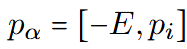 p_α = [−E, p_i]